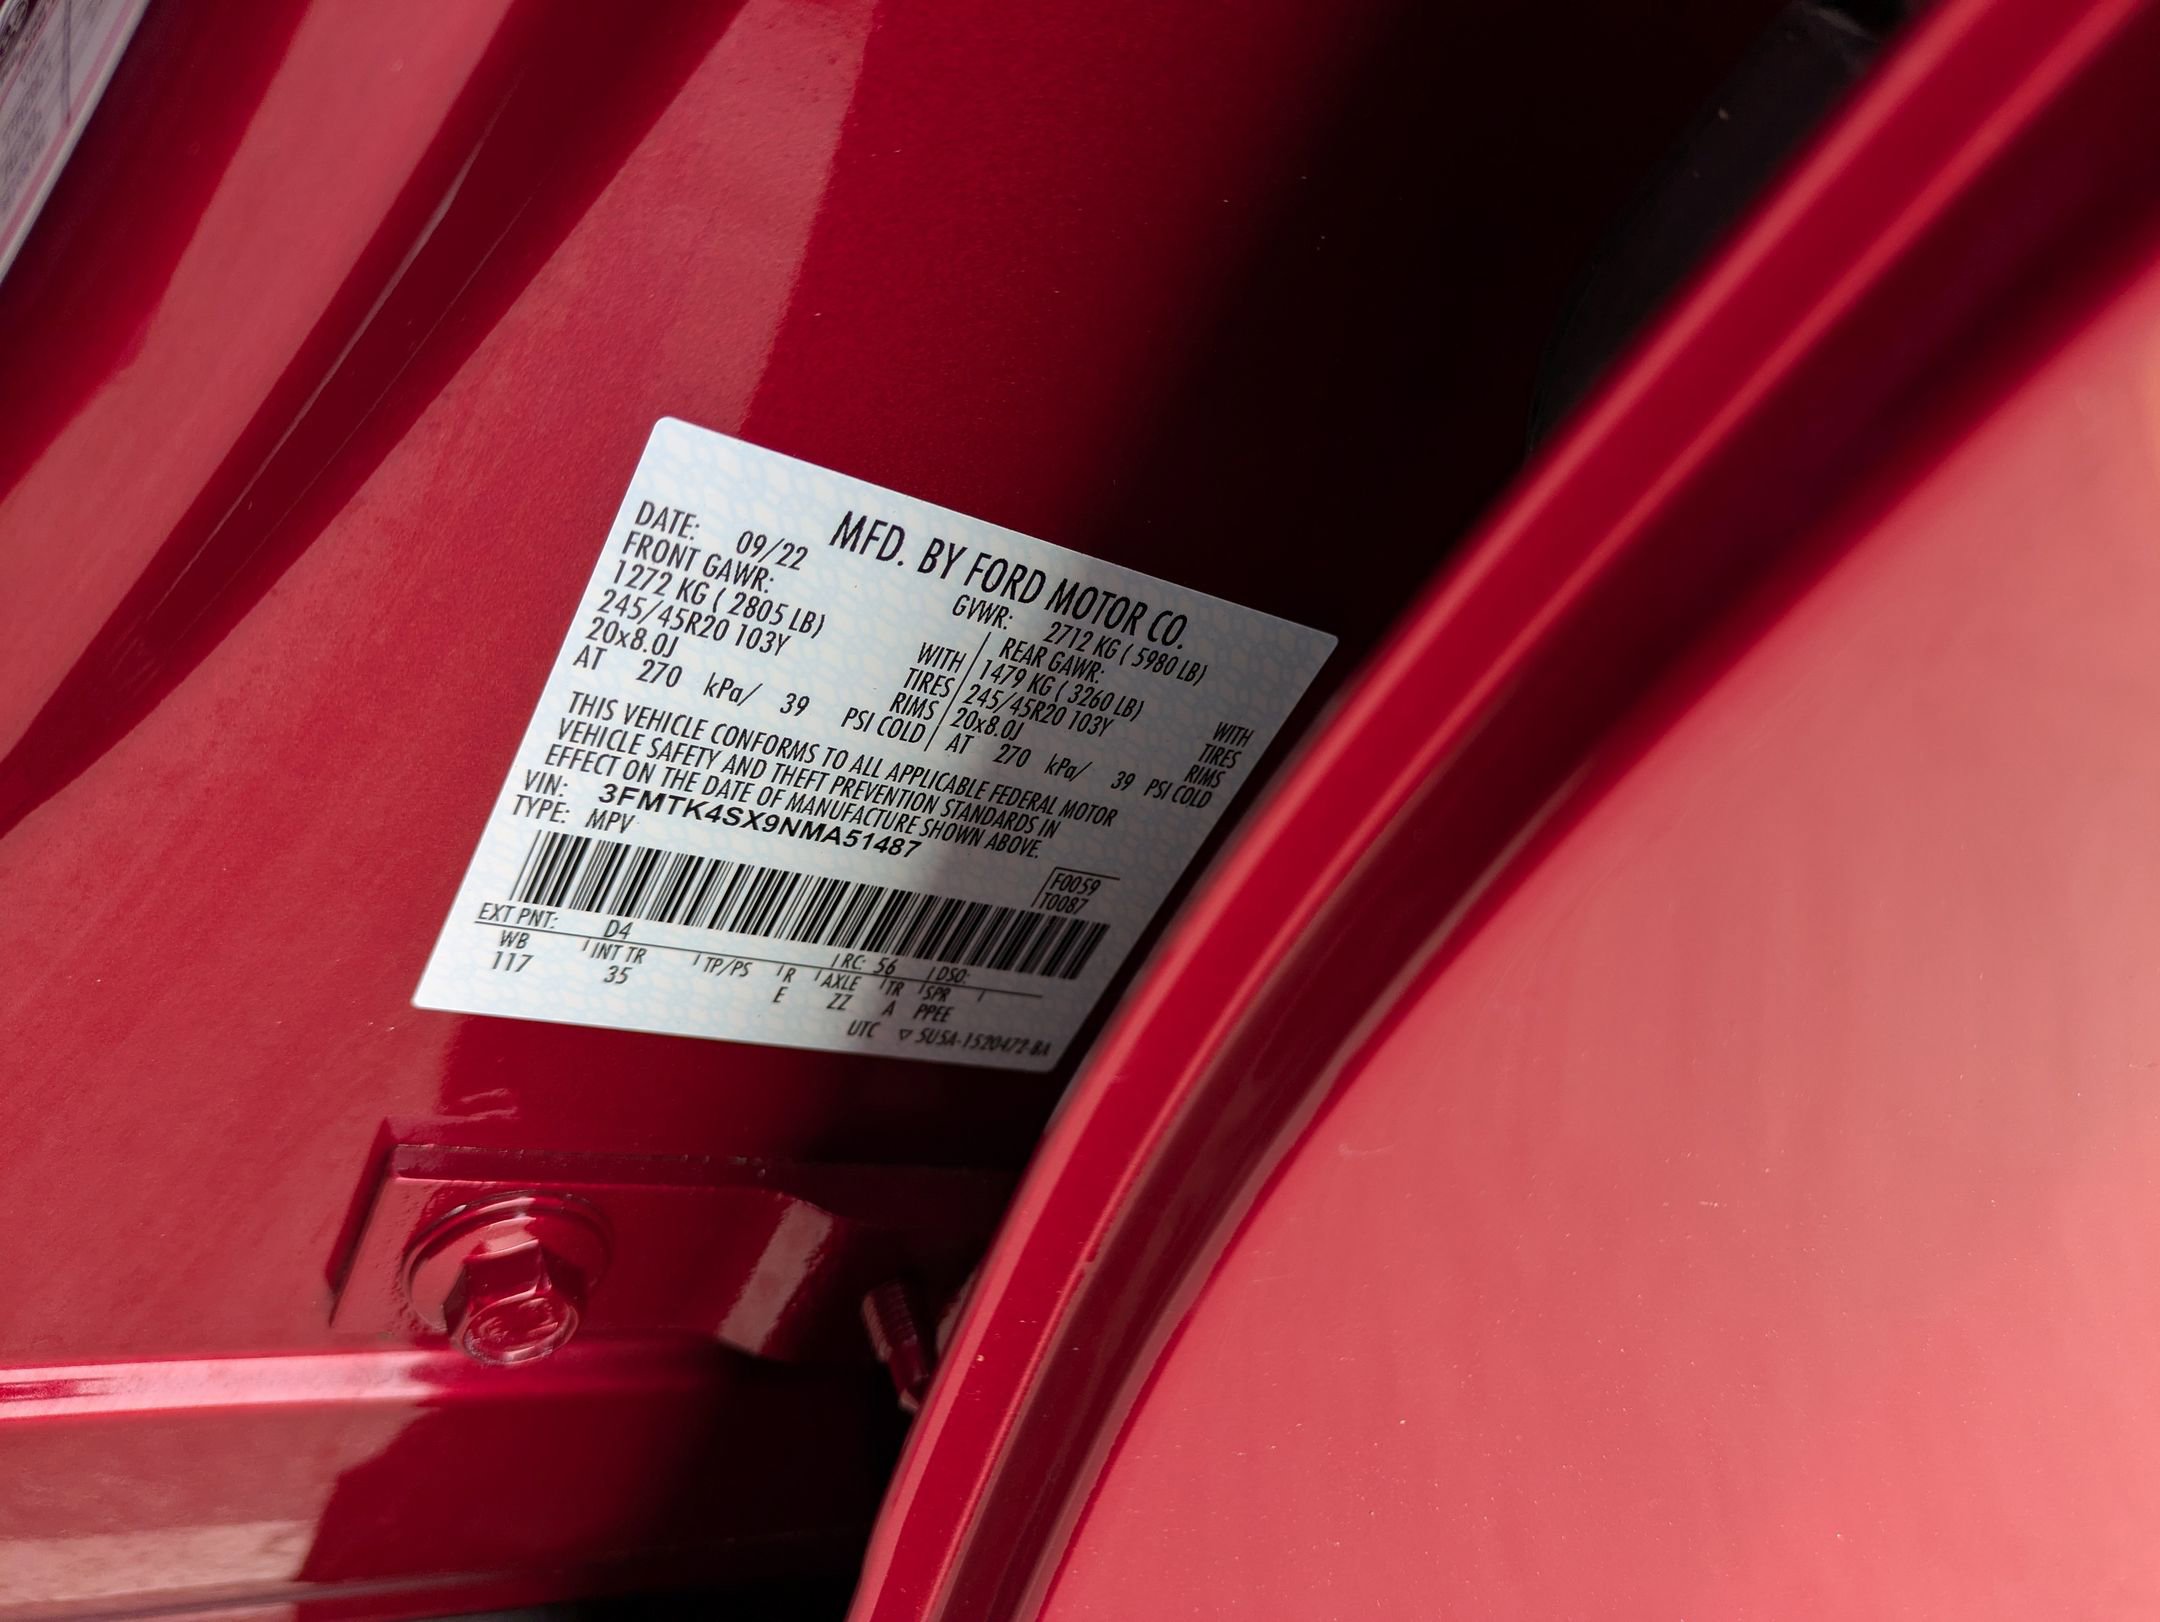 MFD. BY FORD MOTOR CO.
DATE: 09/22
GVWR: 2712 KG ( 5980 LB)
FRONT GAWR:
1272 KG ( 2805 LB) WITH
245/45R20 103Y TIRES
20x8.0J RIMS
AT 270 kPa/ 39 PSI COLD
REAR GAWR:
1479 KG ( 3260 LB) WITH
245/45R20 103Y TIRES
20x8.0J RIMS
AT 270 kPa/ 39 PSI COLD
THIS VEHICLE CONFORMS TO ALL APPLICABLE FEDERAL MOTOR
VEHICLE SAFETY AND THEFT PREVENTION STANDARDS IN
EFFECT ON THE DATE OF MANUFACTURE SHOWN ABOVE.
VIN: 3FMTK4SX9NMA51487
TYPE: MPV
F0059
T0087
EXT PNT: D4 RC: 56 DSO:
WB INT TR TP/PS R AXLE TR SPR
117 35 E ZZ A PPEE
UTC ▽ 5U5A-1520472-BA